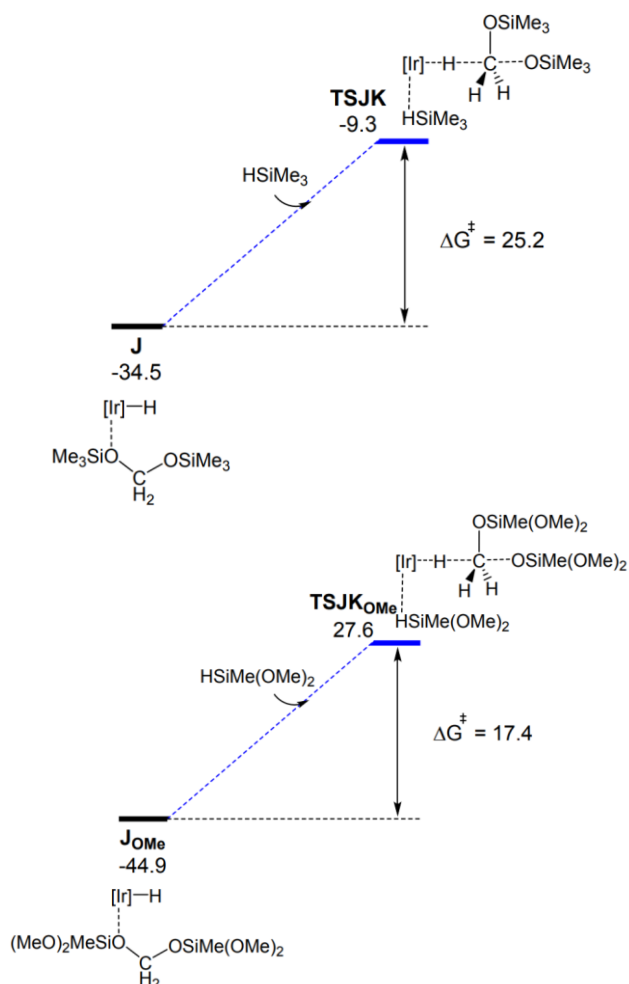 OSiMe₃
[Ir]--H---C---OSiMe₃
H H
TSJK
-9.3
HSiMe₃
HSiMe₃
ΔG‡ = 25.2
J
-34.5
[Ir]—H
Me₃SiO OSiMe₃
C
H₂
OSiMe(OMe)₂
[Ir]--H---C---OSiMe(OMe)₂
H H
TSJK_OMe
27.6
HSiMe(OMe)₂
HSiMe(OMe)₂
ΔG‡ = 17.4
J_OMe
-44.9
[Ir]—H
(MeO)₂MeSiO OSiMe(OMe)₂
C
H₂